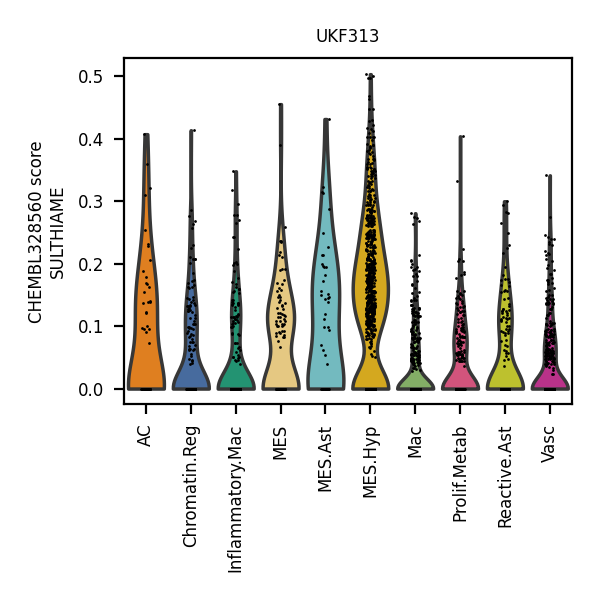 UKF313
CHEMBL328560 score
SULTHIAME
0.5
0.4
0.3
0.2
0.1
0.0
AC
Chromatin.Reg
Inflammatory.Mac
MES
MES.Ast
MES.Hyp
Mac
Prolif.Metab
Reactive.Ast
Vasc